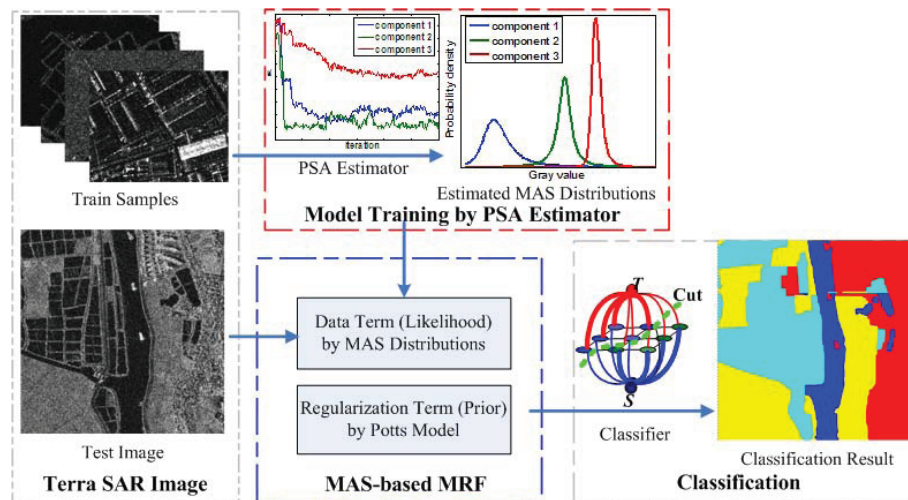 component 1
component 2
component 3
Iteration
PSA Estimator
Probability density
component 1
component 2
component 3
Gray value
Estimated MAS Distributions
Model Training by PSA Estimator
Train Samples
Test Image
Terra SAR Image
Data Term (Likelihood)
by MAS Distributions
Regularization Term (Prior)
by Potts Model
MAS-based MRF
T
Cut
S
Classifier
Classification Result
Classification